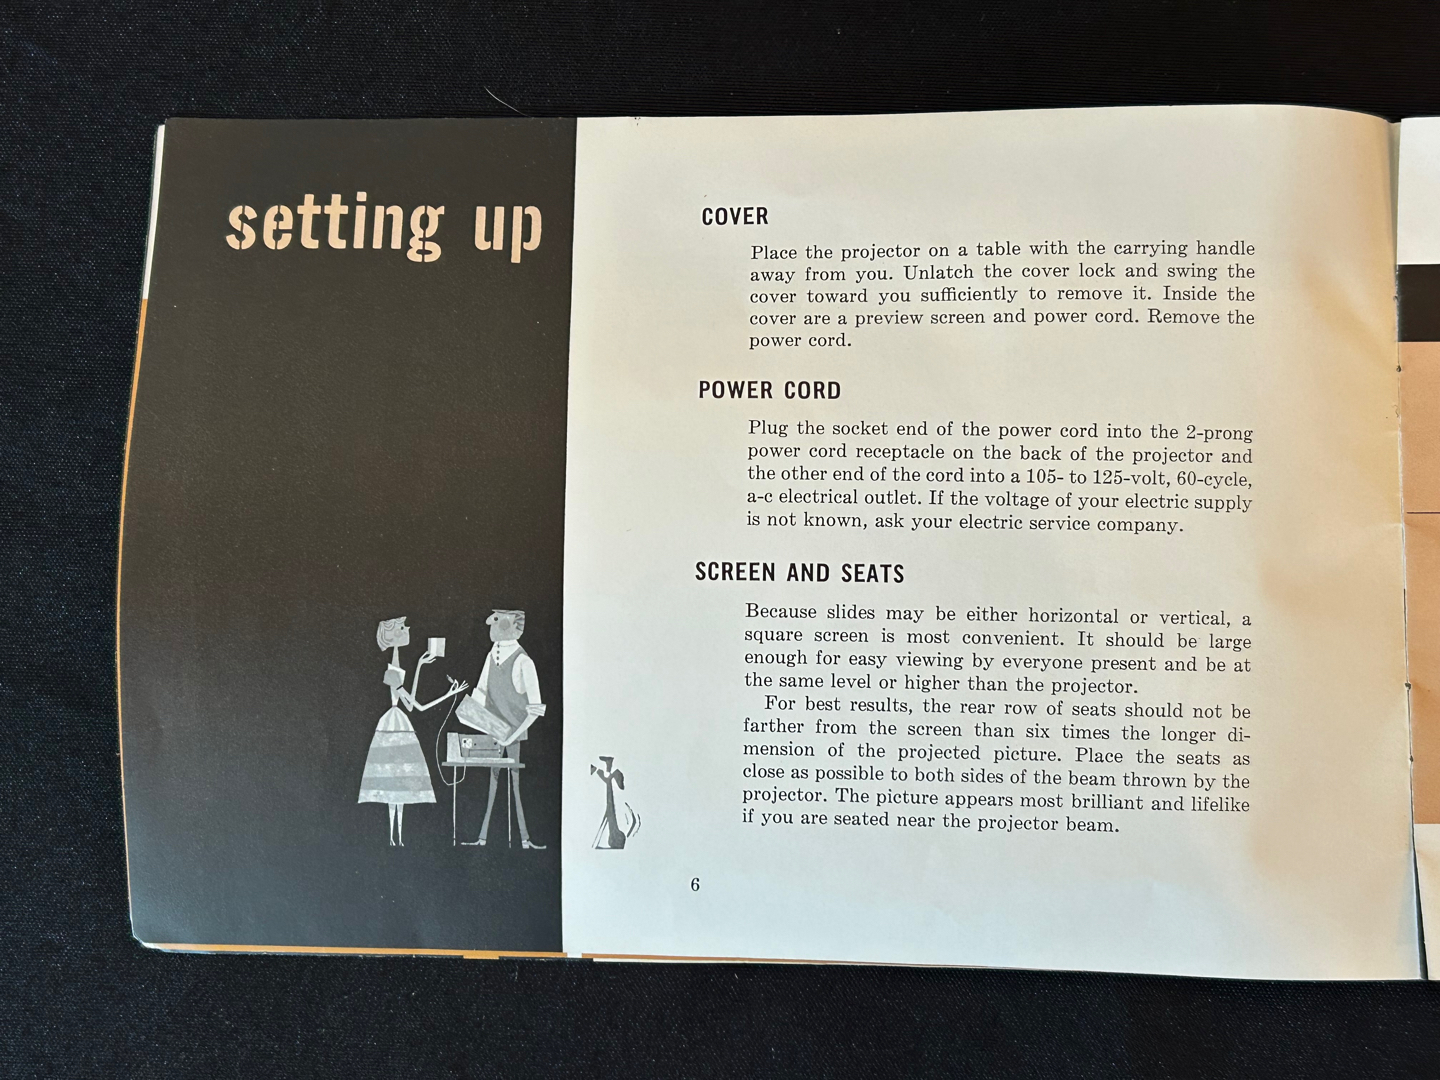 setting up
COVER
Place the projector on a table with the carrying handle
away from you. Unlatch the cover lock and swing the
cover toward you sufficiently to remove it. Inside the
cover are a preview screen and power cord. Remove the
power cord.
POWER CORD
Plug the socket end of the power cord into the 2-prong
power cord receptacle on the back of the projector and
the other end of the cord into a 105- to 125-volt, 60-cycle,
a-c electrical outlet. If the voltage of your electric supply
is not known, ask your electric service company.
SCREEN AND SEATS
Because slides may be either horizontal or vertical, a
square screen is most convenient. It should be large
enough for easy viewing by everyone present and be at
the same level or higher than the projector.
For best results, the rear row of seats should not be
farther from the screen than six times the longer di-
mension of the projected picture. Place the seats as
close as possible to both sides of the beam thrown by the
projector. The picture appears most brilliant and lifelike
if you are seated near the projector beam.
6